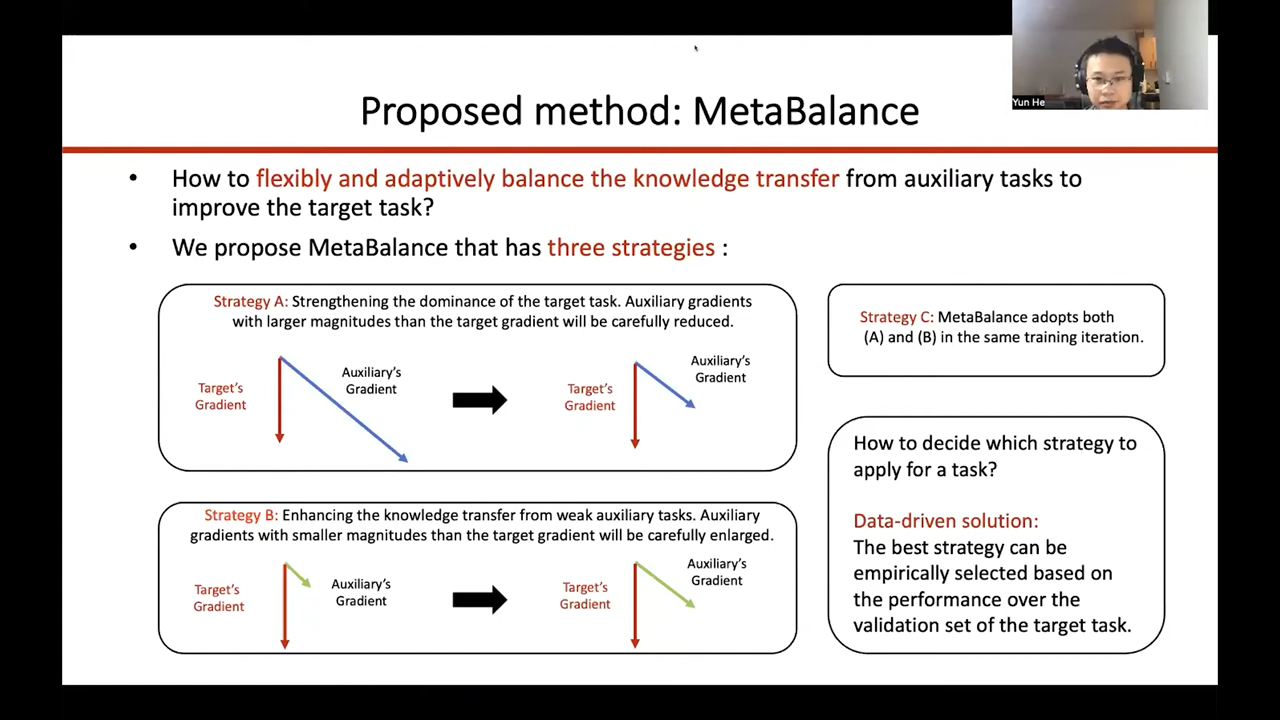 Yun He
Proposed method: MetaBalance
• How to flexibly and adaptively balance the knowledge transfer from auxiliary tasks to
improve the target task?
• We propose MetaBalance that has three strategies :
Strategy A: Strengthening the dominance of the target task. Auxiliary gradients
with larger magnitudes than the target gradient will be carefully reduced.
Target's
Gradient
Auxiliary's
Gradient
Target's
Gradient
Auxiliary's
Gradient
Strategy B: Enhancing the knowledge transfer from weak auxiliary tasks. Auxiliary
gradients with smaller magnitudes than the target gradient will be carefully enlarged.
Target's
Gradient
Auxiliary's
Gradient
Target's
Gradient
Auxiliary's
Gradient
Strategy C: MetaBalance adopts both
(A) and (B) in the same training iteration.
How to decide which strategy to
apply for a task?
Data-driven solution:
The best strategy can be
empirically selected based on
the performance over the
validation set of the target task.